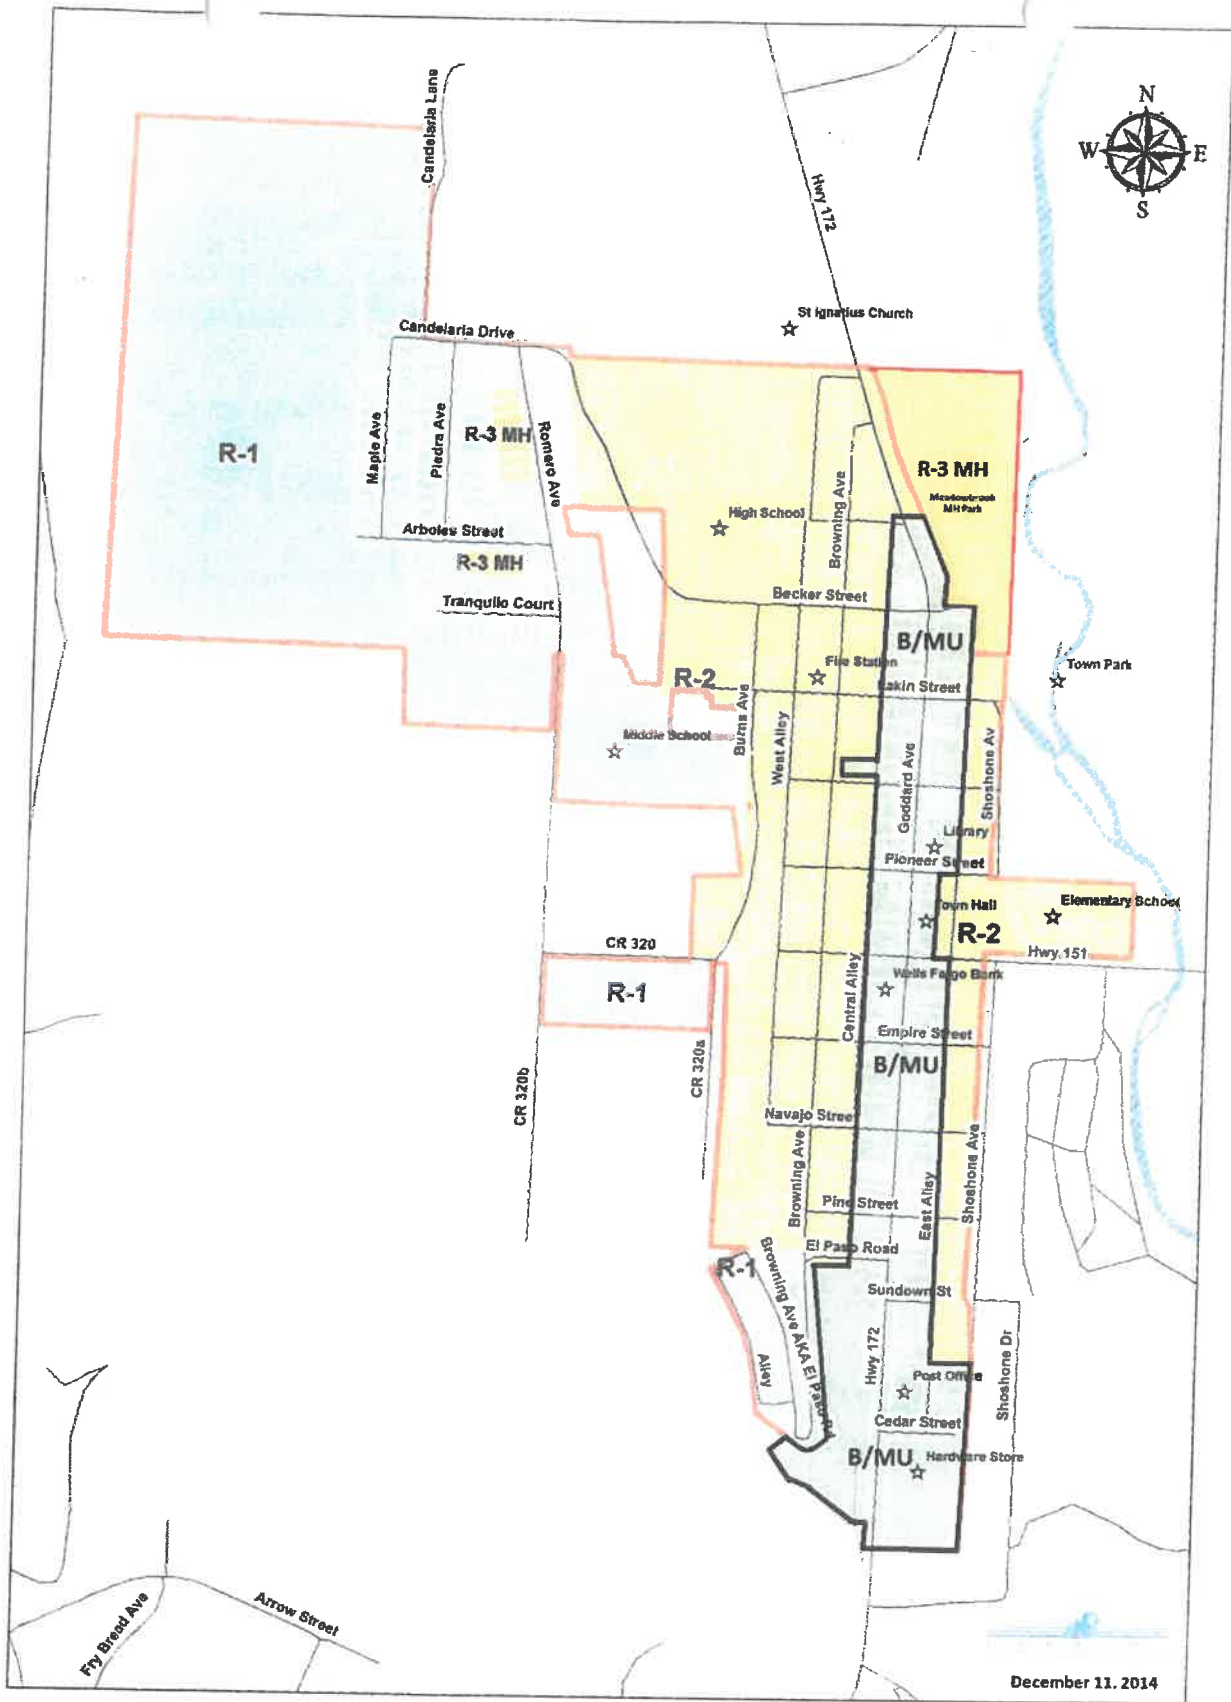 N
W E
S
Candelaria Lane
Hwy 172
St Ignatius Church
Candelaria Drive
R-1
Maple Ave
Piedra Ave
R-3 MH
Romero Ave
R-3 MH
Meadowbrook
MH Park
High School
Browning Ave
Arboles Street
R-3 MH
Tranquilo Court
Becker Street
B/MU
R-2
Fire Station
Lakin Street
Town Park
Middle School
Burns Ave
West Alley
Goddard Ave
Shoshone Av
Library
Pioneer Street
Town Hall
Elementary School
R-2
CR 320
Hwy. 151
Central Alley
Wells Fargo Bank
R-1
Empire Street
CR 320b
CR 320a
B/MU
Navajo Street
Browning Ave
East Alley
Shoshone Ave
Pine Street
El Paso Road
R-1
Browning Ave AKA El Paso Rd
Sundown St
Alley
Hwy 172
Shoshone Dr
Post Office
Cedar Street
B/MU
Hardware Store
Fry Bread Ave
Arrow Street
December 11. 2014